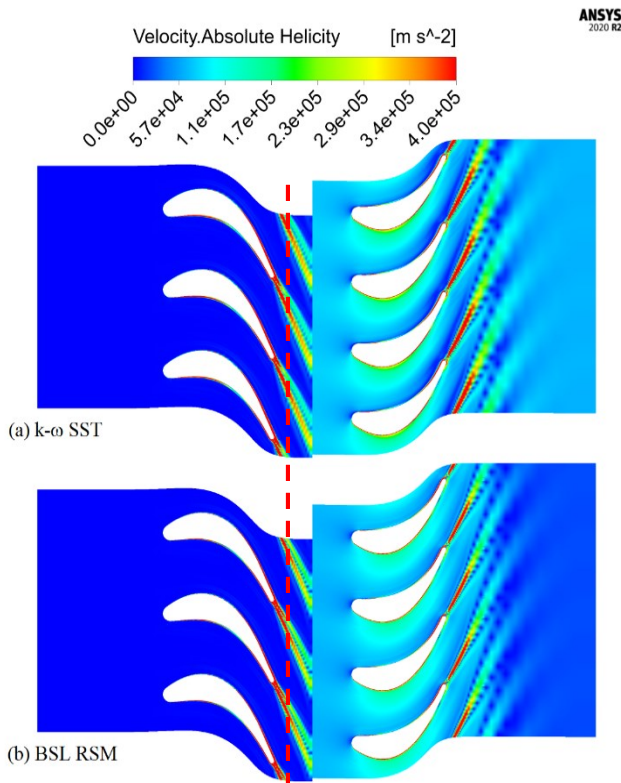 ANSYS
2020 R2
Velocity.Absolute Helicity [m s^-2]
0.0e+00 5.7e+04 1.1e+05 1.7e+05 2.3e+05 2.9e+05 3.4e+05 4.0e+05
(a) k-ω SST
(b) BSL RSM